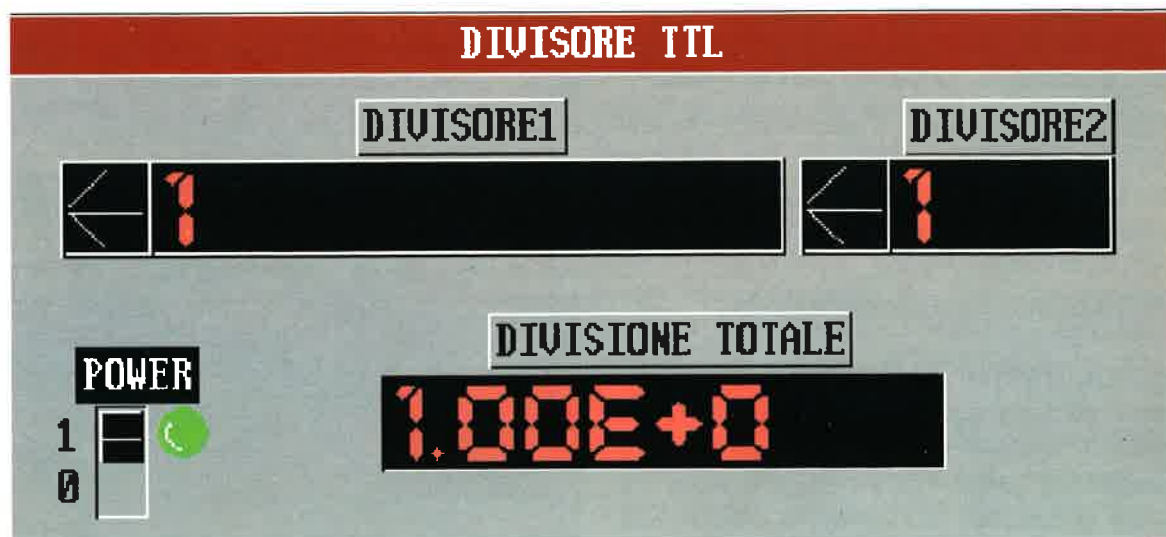 DIVISORE TTL
DIVISORE1 DIVISORE2
1 1
DIVISIONE TOTALE
POWER
1.00E+0
1
0